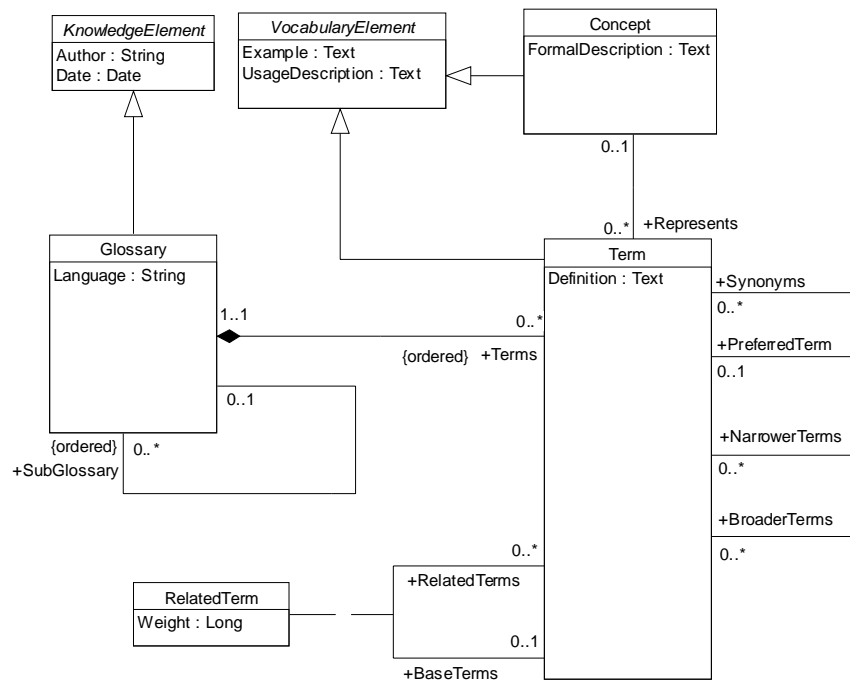 KnowledgeElement
Author : String
Date : Date
VocabularyElement
Example : Text
UsageDescription : Text
Concept
FormalDescription : Text
0..1
0..*
+Represents
Glossary
Language : String
1..1
0..*
{ordered}
+Terms
0..1
{ordered}
0..*
+SubGlossary
Term
Definition : Text
+Synonyms
0..*
+PreferredTerm
0..1
+NarrowerTerms
0..*
+BroaderTerms
0..*
0..*
+RelatedTerms
RelatedTerm
Weight : Long
0..1
+BaseTerms